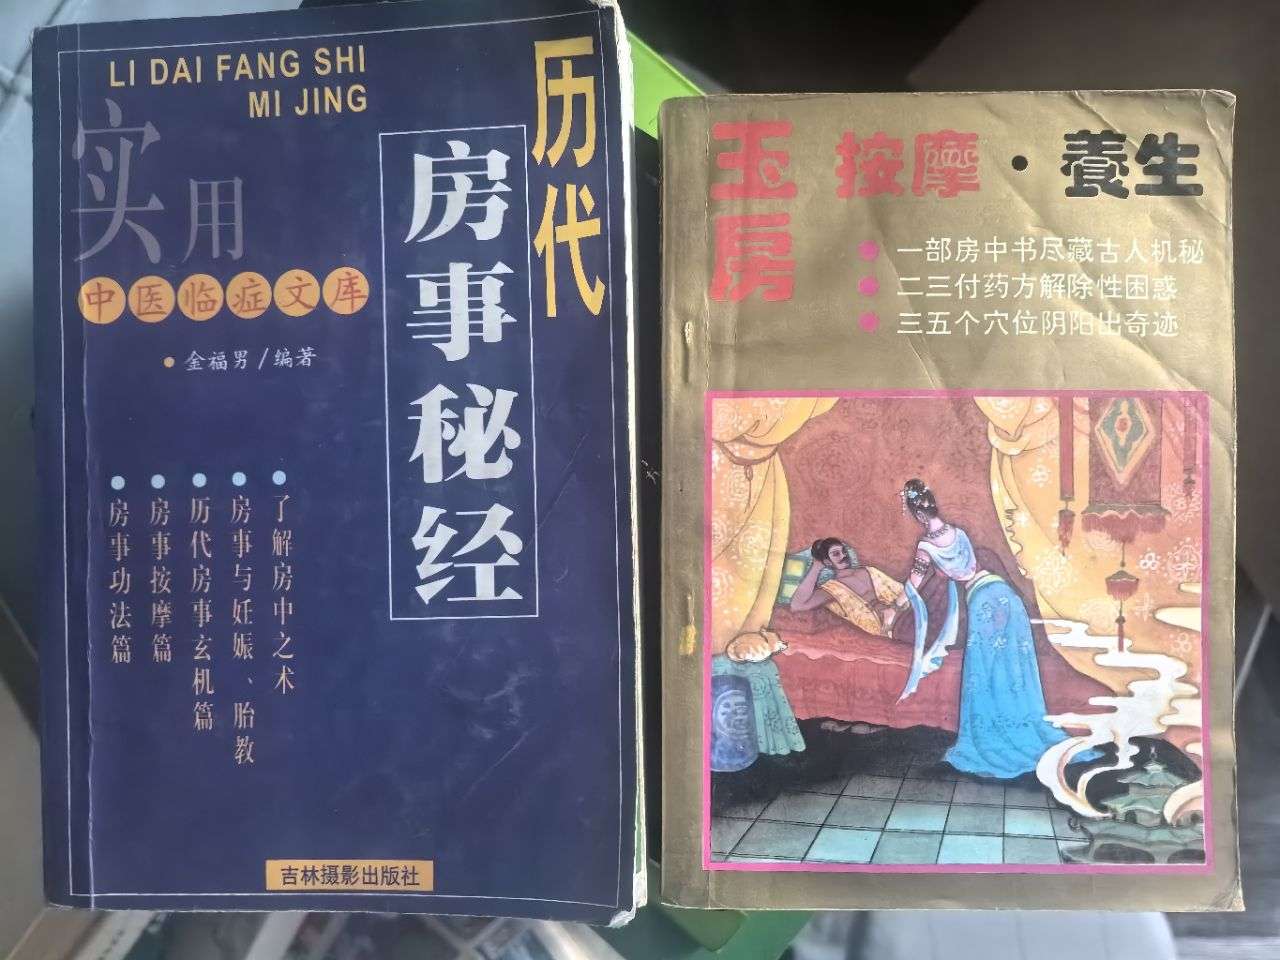 LI DAI FANG SHI
MI JING
历代
房事秘经
实用
中医临症文库
金福男/编著
了解房中之术
房事与妊娠、胎教
历代房事玄机篇
房事按摩篇
房事功法篇
吉林摄影出版社
玉房
按摩·養生
一部房中书尽藏古人机秘
二三付药方解除性困惑
三五个穴位阴阳出奇迹